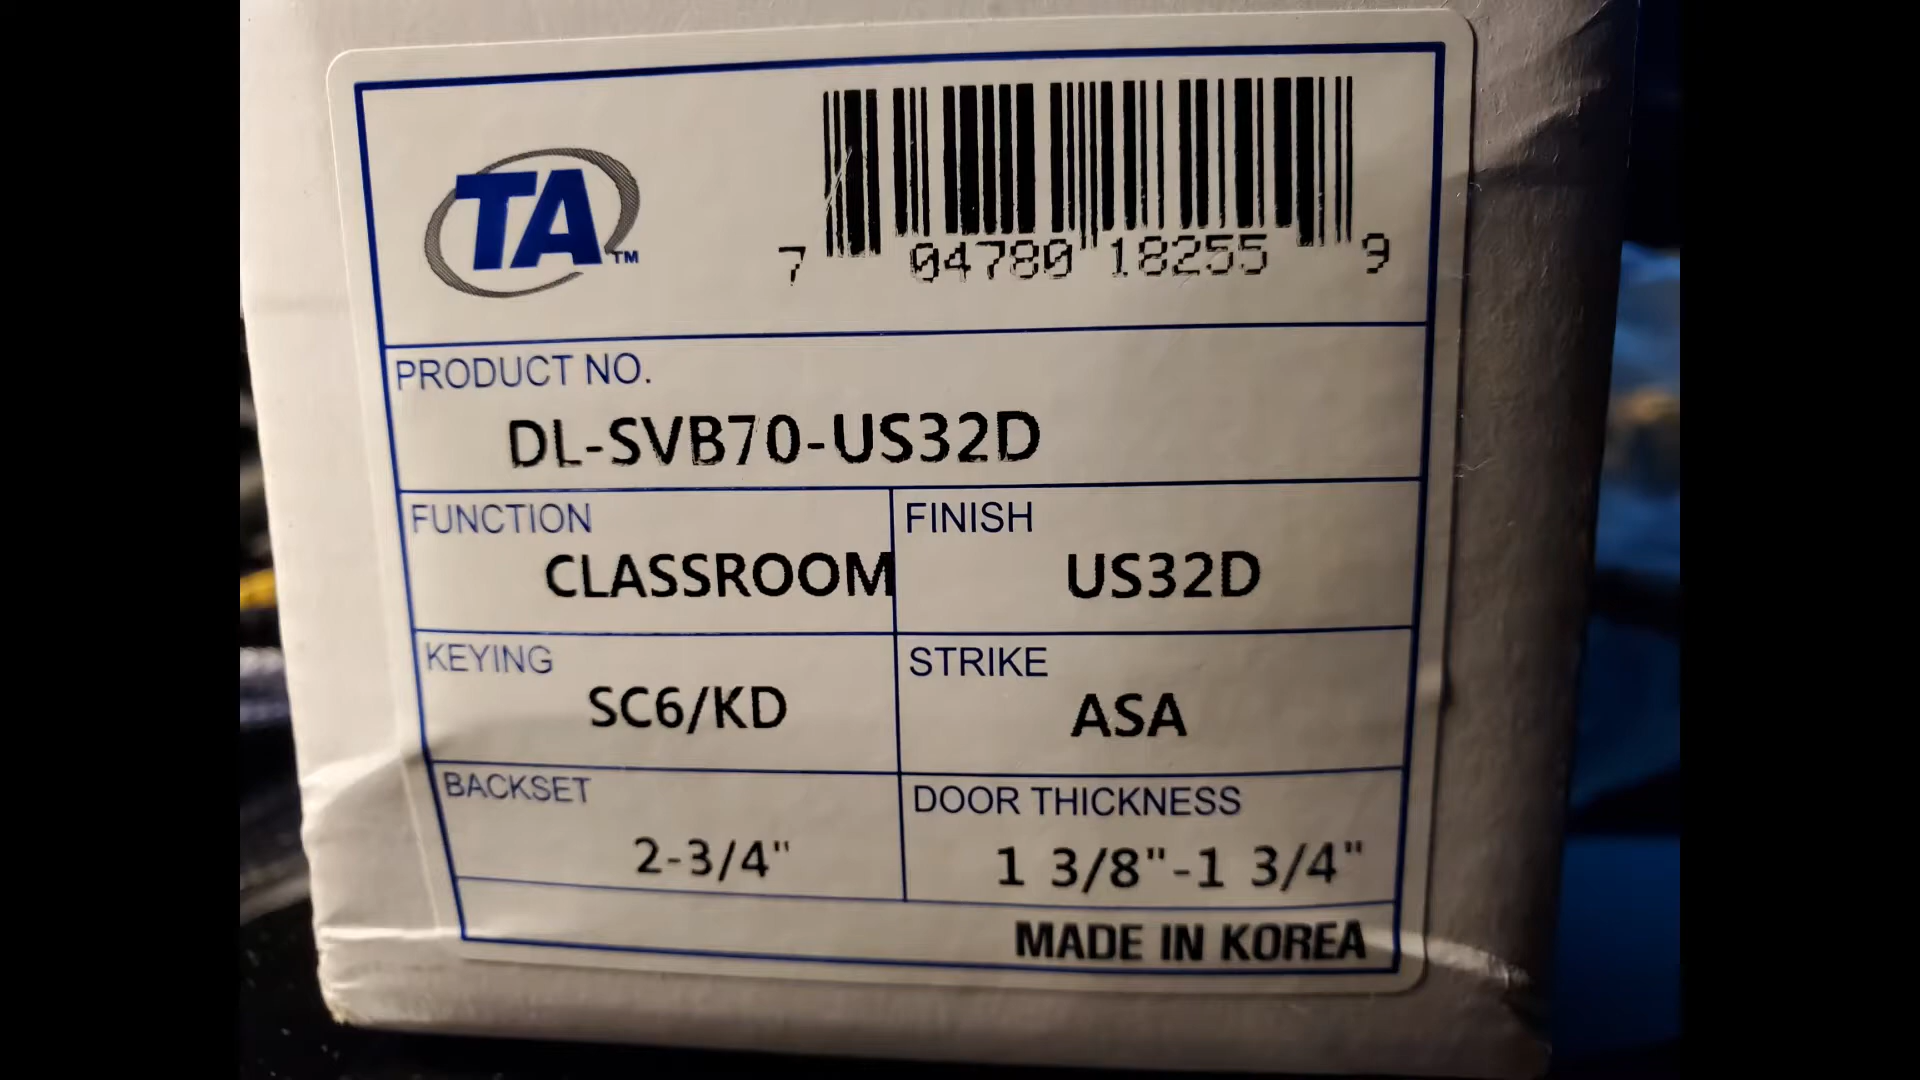 TA™
7 04780 18255 9
PRODUCT NO.
DL-SVB70-US32D
FUNCTION
CLASSROOM
FINISH
US32D
KEYING
SC6/KD
STRIKE
ASA
BACKSET
2-3/4"
DOOR THICKNESS
1 3/8"-1 3/4"
MADE IN KOREA